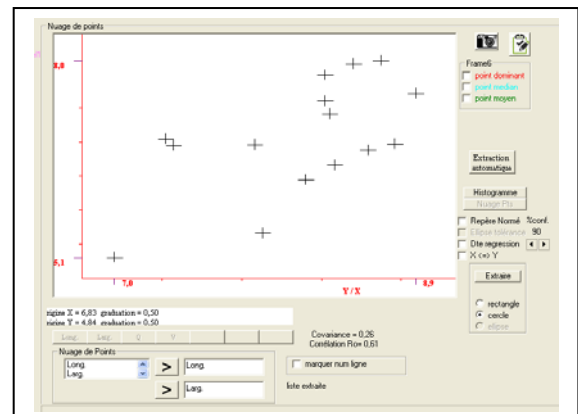 Nuage de points
8,0
5,1
7,0
8,9
Y / X
Frame6
point dominant
point median
point moyen
Extraction
automatique
Histogramme
Nuage Pts
Repère Normé %conf.
Ellipse tolérance 90
Dte regression
X (=) Y
Extraire
rectangle
cercle
ellipse
rigine X = 6,83 graduation = 0,50
rigine Y = 4,84 graduation = 0,50
Long. Larg. Q V
Covariance = 0,26
Corrélation Ro= 0,61
Nuage de Points
Long.
Larg.
> Long.
> Larg.
marquer num ligne
liste extraite